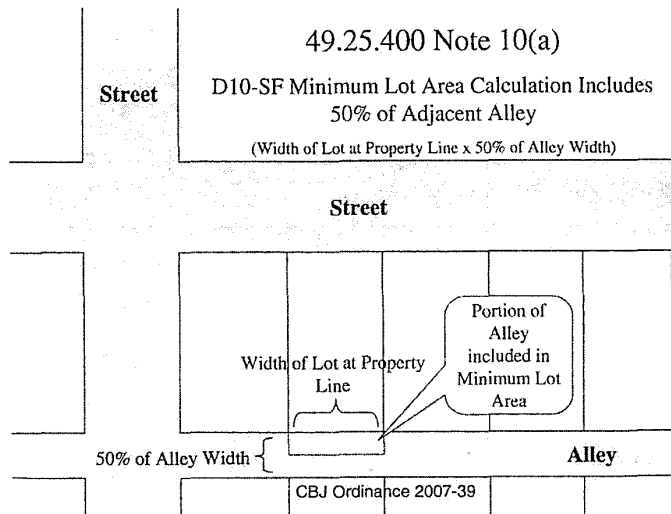 49.25.400 Note 10(a)
D10-SF Minimum Lot Area Calculation Includes
50% of Adjacent Alley
(Width of Lot at Property Line x 50% of Alley Width)
Street
Street
Portion of
Alley
included in
Minimum Lot
Area
Width of Lot at Property
Line
50% of Alley Width
Alley
CBJ Ordinance 2007-39